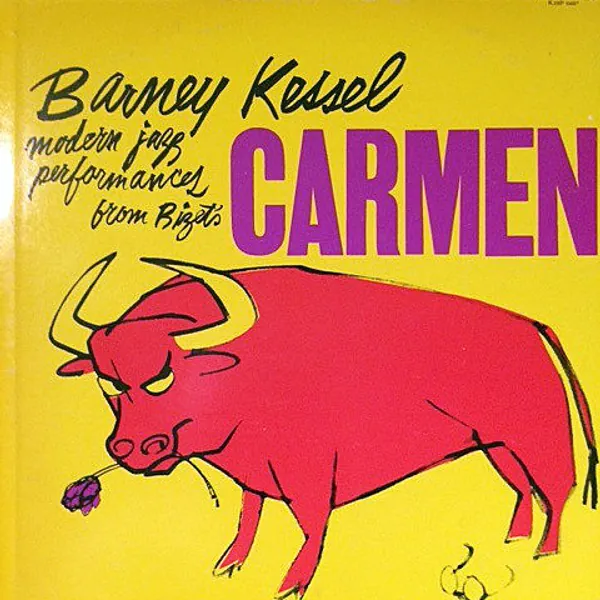 Barney Kessel
modern jazz
performances
from Bizet's
CARMEN